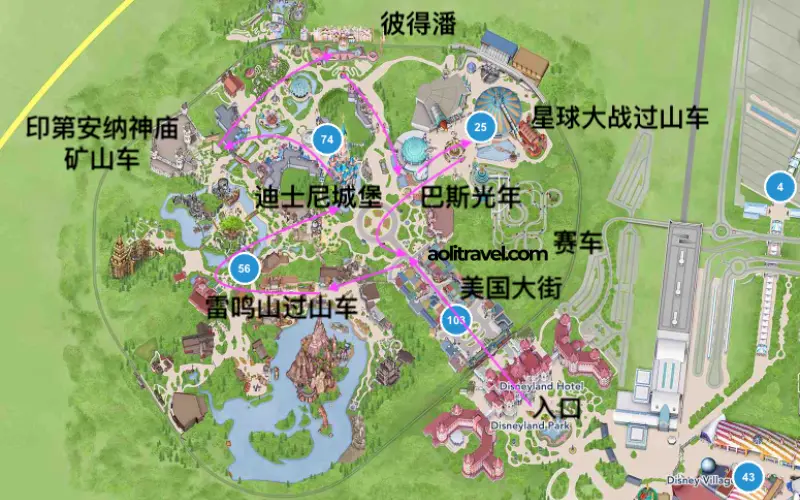 彼得潘
印第安纳神庙
矿山车
74
25
星球大战过山车
4
迪士尼城堡
巴斯光年
aolitravel.com
赛车
56
雷鸣山过山车
美国大街
103
Disneyland Hotel
入口
Disneyland Park
Disney Villag
43